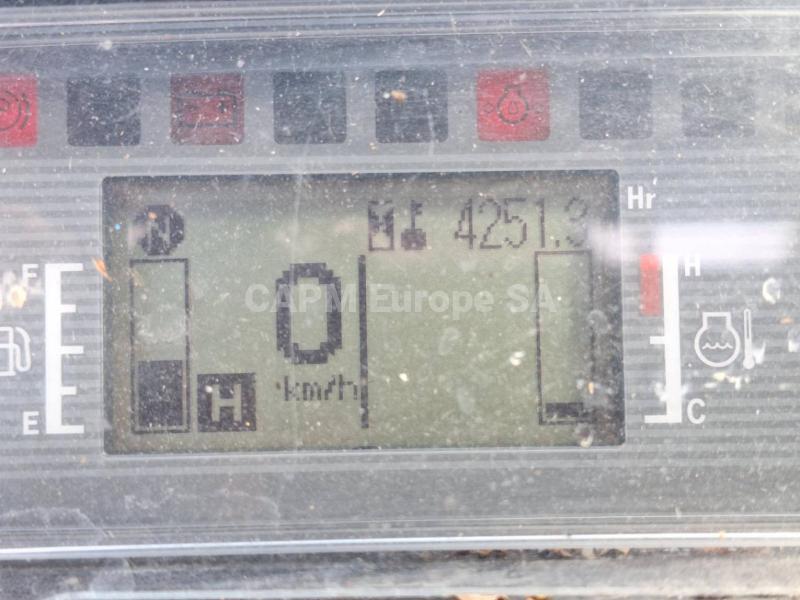 Hr
N 4251.3
F H
0
CAPM Europe SA
km/h
H
E C